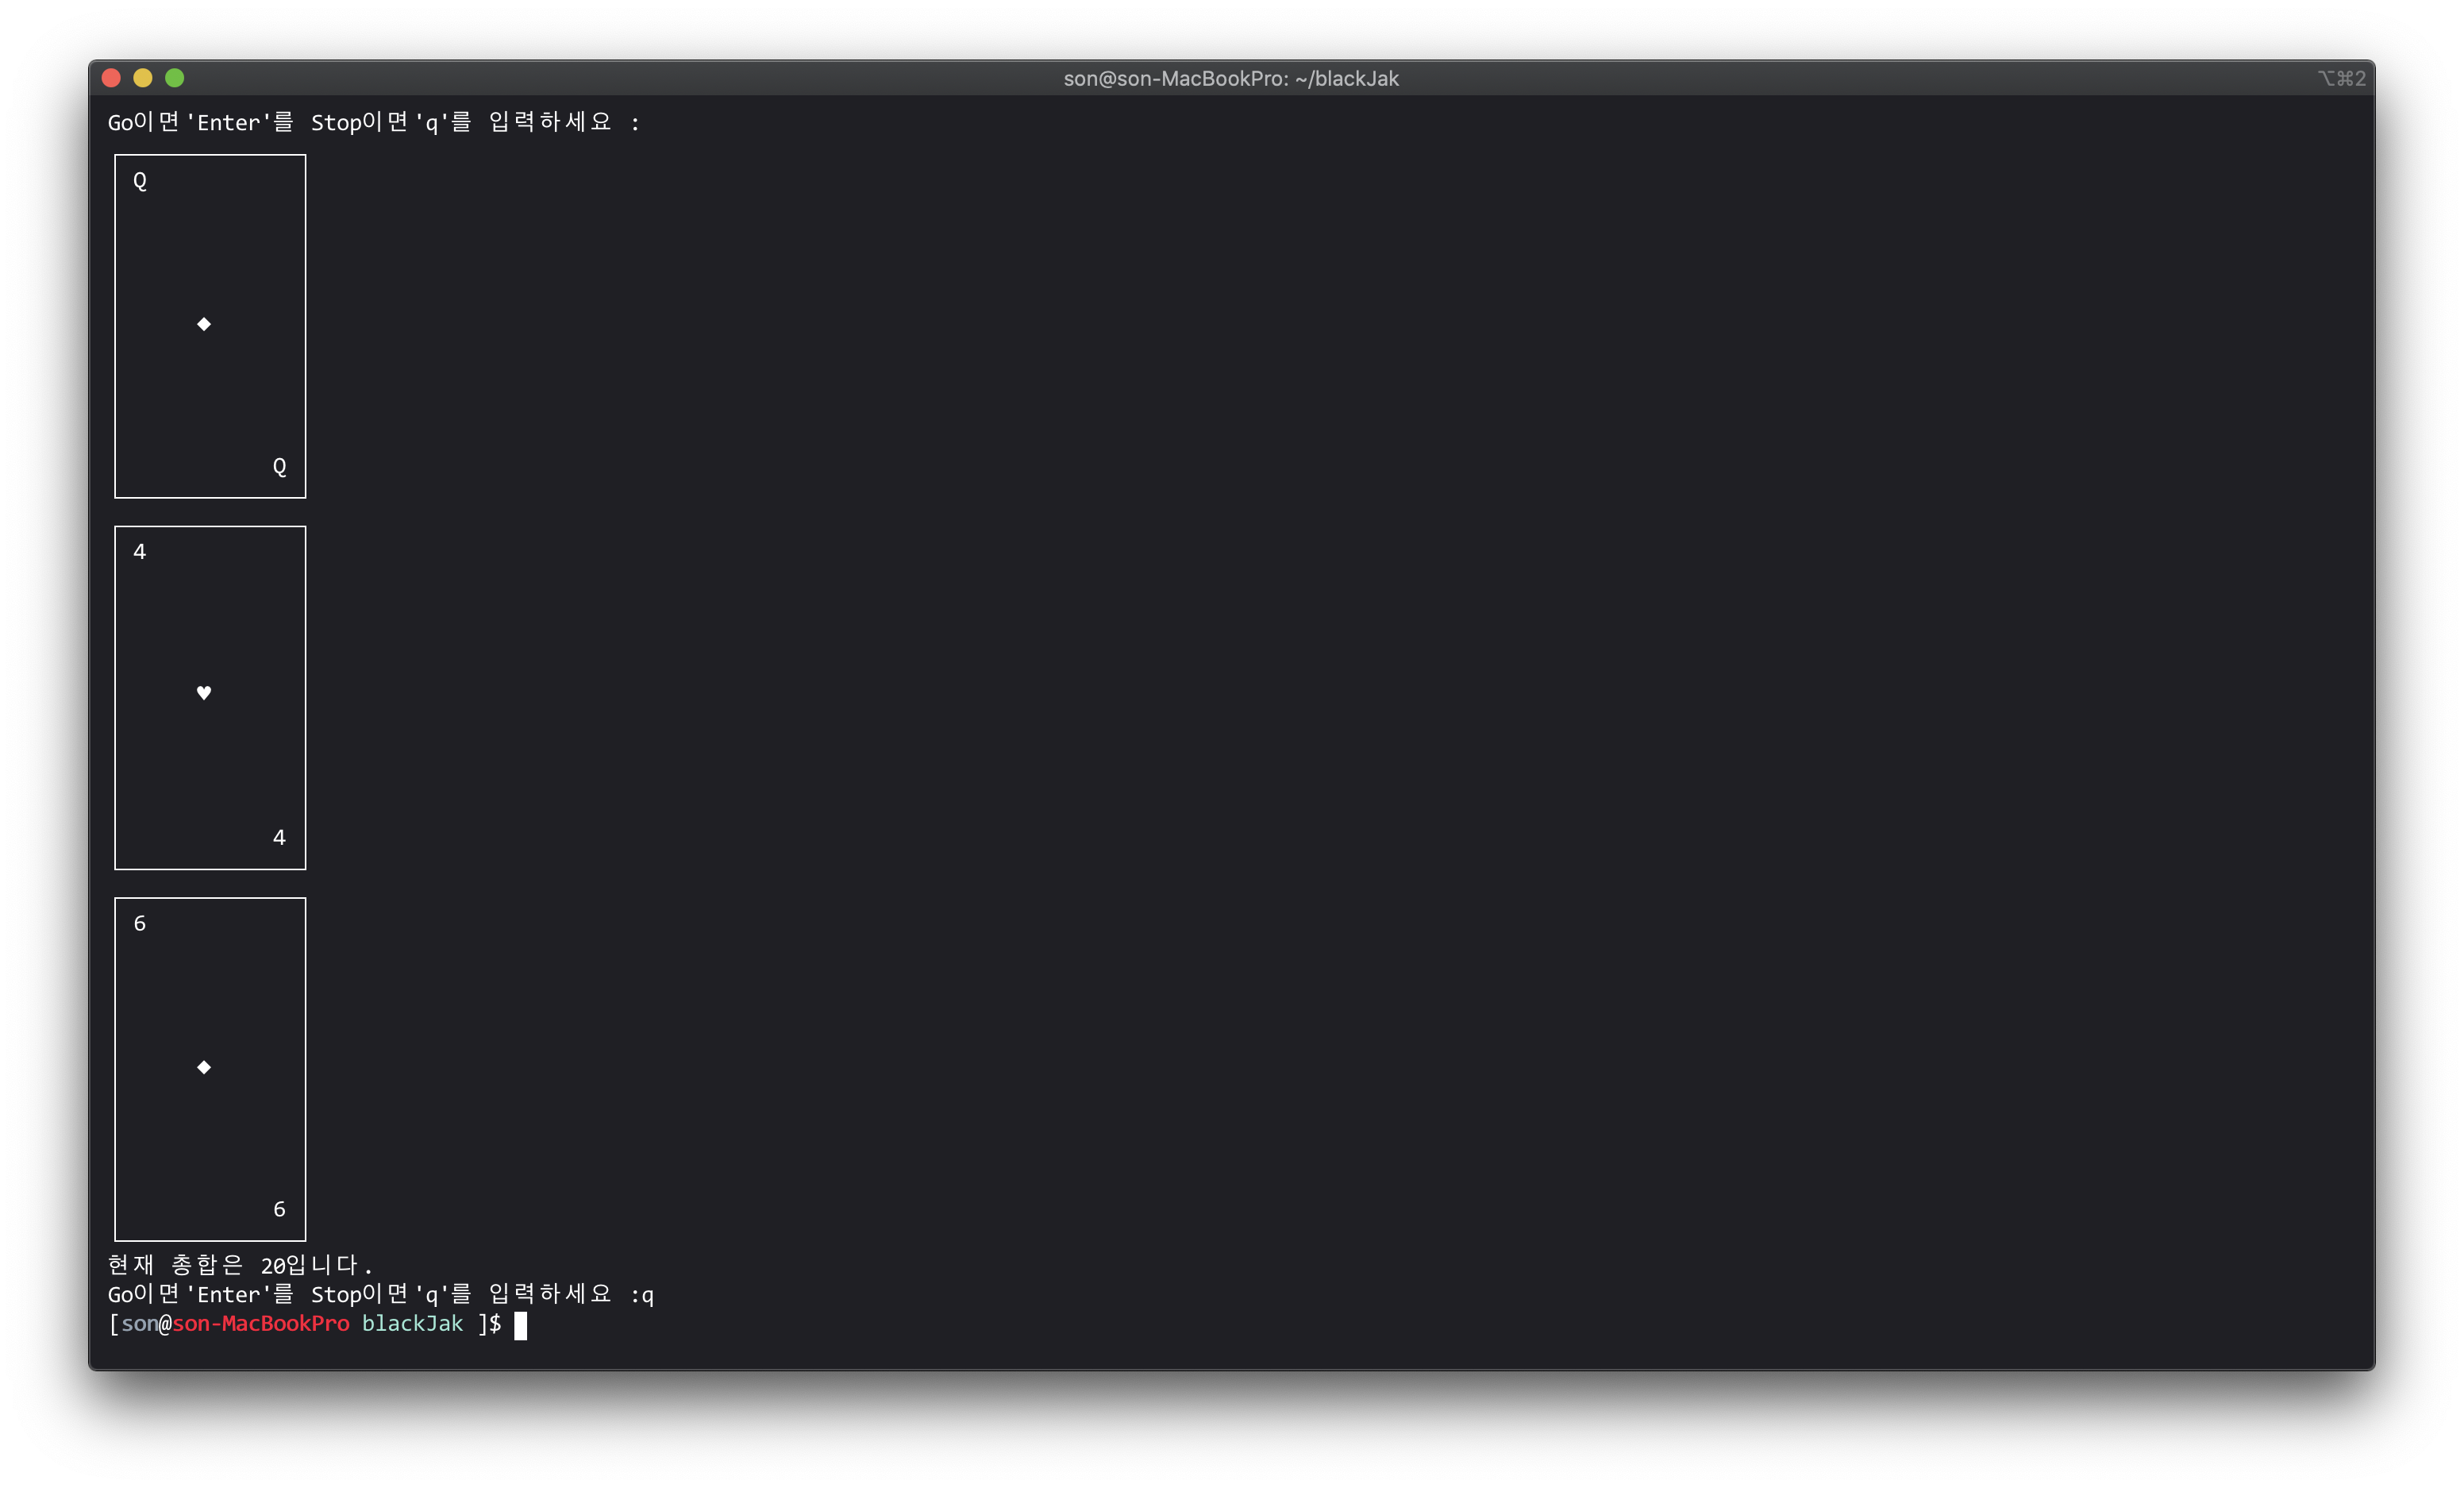 son@son-MacBookPro: ~/blackJak
⌥⌘2
Go이면'Enter'를 Stop이면'q'를 입력하세요 :
Q
◆
Q
4
♥
4
6
◆
6
현재 총합은 20입니다.
Go이면'Enter'를 Stop이면'q'를 입력하세요 :q
[son@son-MacBookPro blackJak ]$